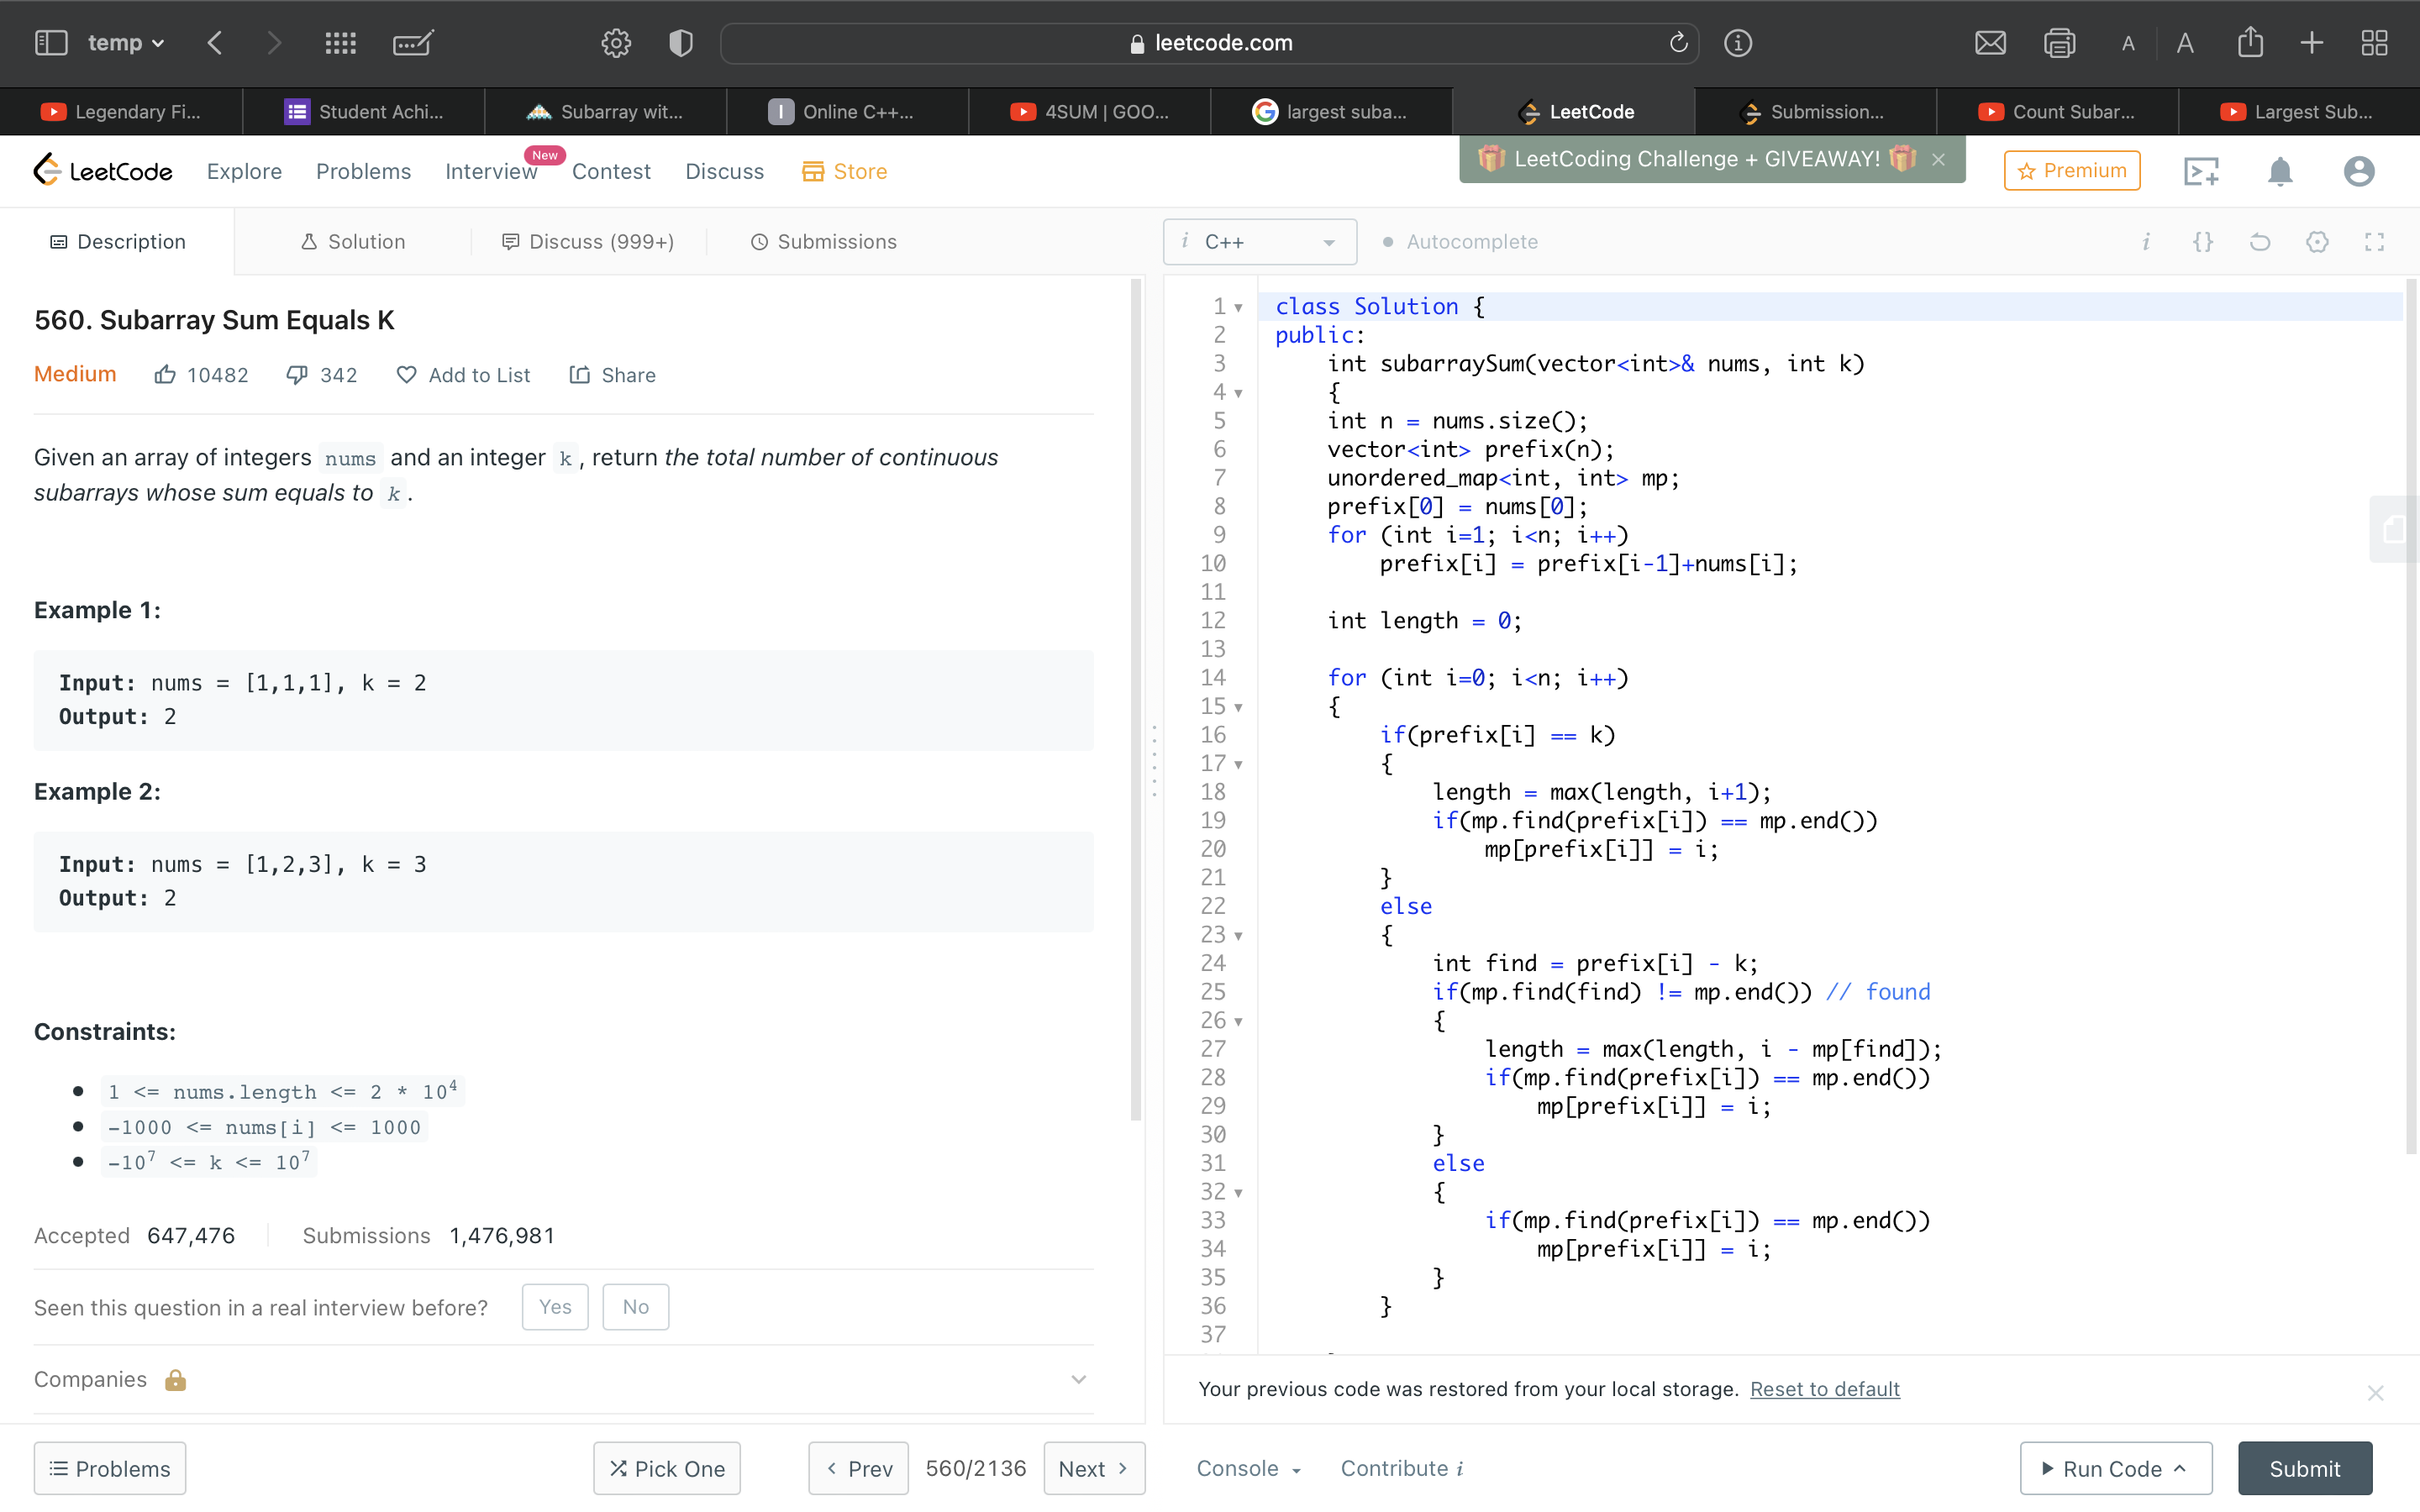 temp
leetcode.com
A A
Legendary Fi...
Student Achi...
Subarray wit...
I Online C++...
4SUM | GOO...
G largest suba...
LeetCode
Submission...
Count Subar...
Largest Sub...
LeetCode Explore Problems Interview New Contest Discuss Store
LeetCoding Challenge + GIVEAWAY! ×
Premium
Description
Solution
Discuss (999+)
Submissions
i C++
Autocomplete
i {}
560. Subarray Sum Equals K
Medium 10482 342 Add to List Share
Given an array of integers nums and an integer k, return the total number of continuous
subarrays whose sum equals to k.
Example 1:
Input: nums = [1,1,1], k = 2
Output: 2
Example 2:
Input: nums = [1,2,3], k = 3
Output: 2
Constraints:
1 <= nums.length <= 2 * 10⁴
-1000 <= nums[i] <= 1000
-10⁷ <= k <= 10⁷
Accepted 647,476 Submissions 1,476,981
Seen this question in a real interview before? Yes No
Companies
Problems
Pick One
Prev
560/2136
Next
1 class Solution {
2 public:
3     int subarraySum(vector<int>& nums, int k)
4     {
5     int n = nums.size();
6     vector<int> prefix(n);
7     unordered_map<int, int> mp;
8     prefix[0] = nums[0];
9     for (int i=1; i<n; i++)
10         prefix[i] = prefix[i-1]+nums[i];
11
12     int length = 0;
13
14     for (int i=0; i<n; i++)
15     {
16         if(prefix[i] == k)
17         {
18             length = max(length, i+1);
19             if(mp.find(prefix[i]) == mp.end())
20                 mp[prefix[i]] = i;
21         }
22         else
23         {
24             int find = prefix[i] - k;
25             if(mp.find(find) != mp.end()) // found
26             {
27                 length = max(length, i - mp[find]);
28                 if(mp.find(prefix[i]) == mp.end())
29                     mp[prefix[i]] = i;
30             }
31             else
32             {
33                 if(mp.find(prefix[i]) == mp.end())
34                     mp[prefix[i]] = i;
35             }
36         }
37
Your previous code was restored from your local storage. Reset to default
Console
Contribute i
Run Code
Submit